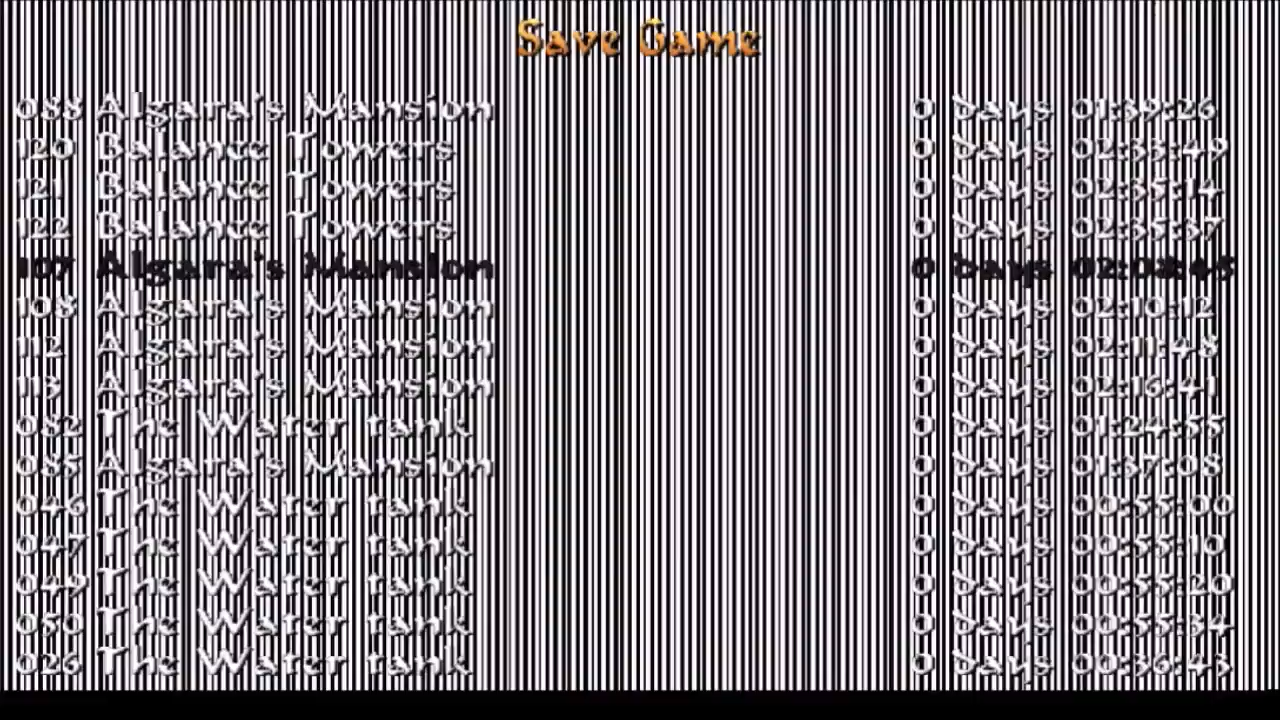 Save Game
088 Algara's Mansion 0 Days 01:39:26
120 Balance Towers 0 Days 02:33:49
121 Balance Towers 0 Days 02:35:14
122 Balance Towers 0 Days 02:35:37
107 Algara's Mansion 0 Days 02:08:45
108 Algara's Mansion 0 Days 02:10:12
112 Algara's Mansion 0 Days 02:11:48
113 Algara's Mansion 0 Days 02:16:41
082 The Water tank 0 Days 01:24:55
085 Algara's Mansion 0 Days 01:37:08
046 The Water tank 0 Days 00:55:00
047 The Water tank 0 Days 00:55:10
049 The Water tank 0 Days 00:55:20
050 The Water tank 0 Days 00:55:34
026 The Water tank 0 Days 00:36:43